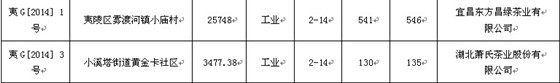 夷G[2014] 1
号
夷陵区雾渡河镇小庙村
25748
工业
2-14
541
546
宜昌东方昌绿茶业有
限公司
夷G[2014] 3
号
小溪塔街道黄金卡社区
3477.38
工业
2-14
130
135
湖北萧氏茶业股份有
限公司